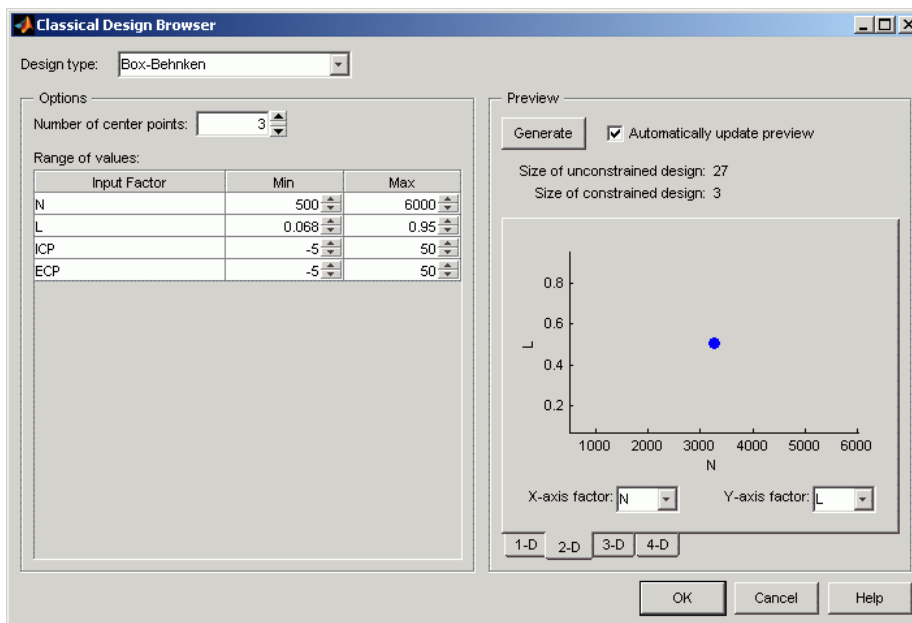 Classical Design Browser
Design type: Box-Behnken
Options
Number of center points: 3
Range of values:
Input Factor Min Max
N 500 6000
L 0.068 0.95
ICP -5 50
ECP -5 50
Preview
Generate Automatically update preview
Size of unconstrained design: 27
Size of constrained design: 3
0.8
0.6
0.4
0.2
L
1000 2000 3000 4000 5000 6000
N
X-axis factor: N Y-axis factor: L
1-D 2-D 3-D 4-D
OK Cancel Help